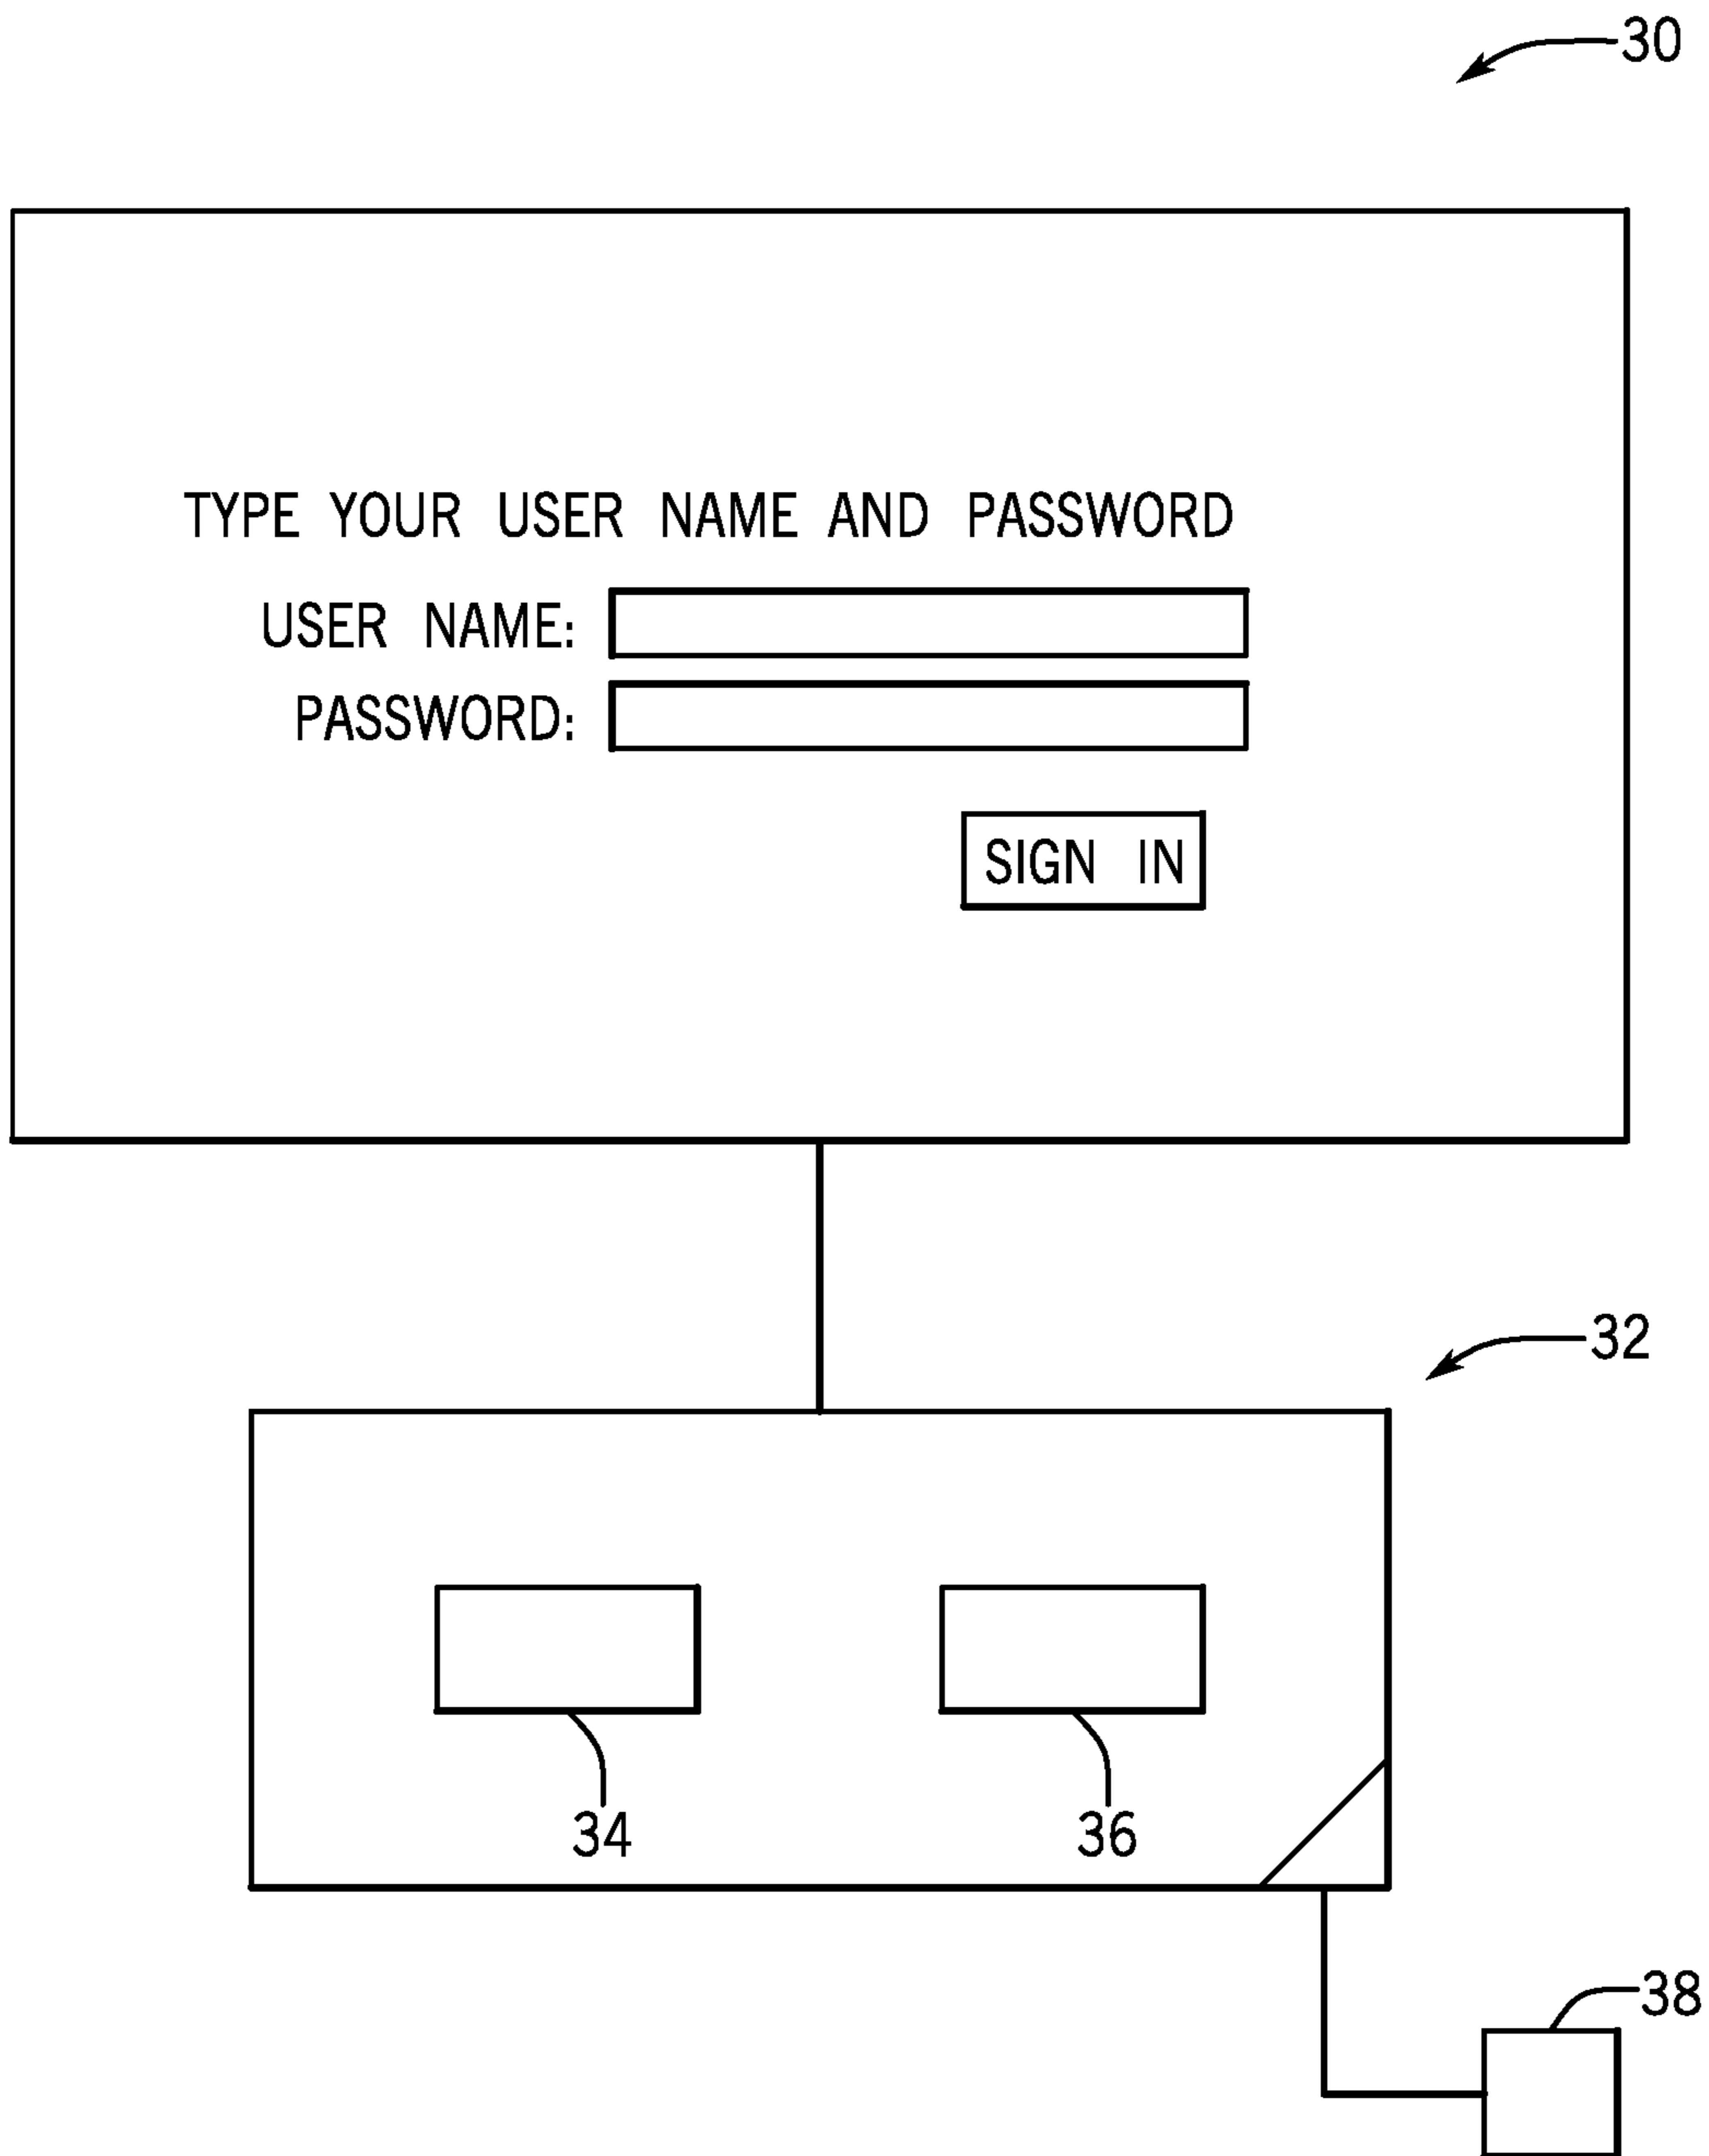 30
TYPE YOUR USER NAME AND PASSWORD
USER NAME:
PASSWORD:
SIGN IN
32
34 36
38